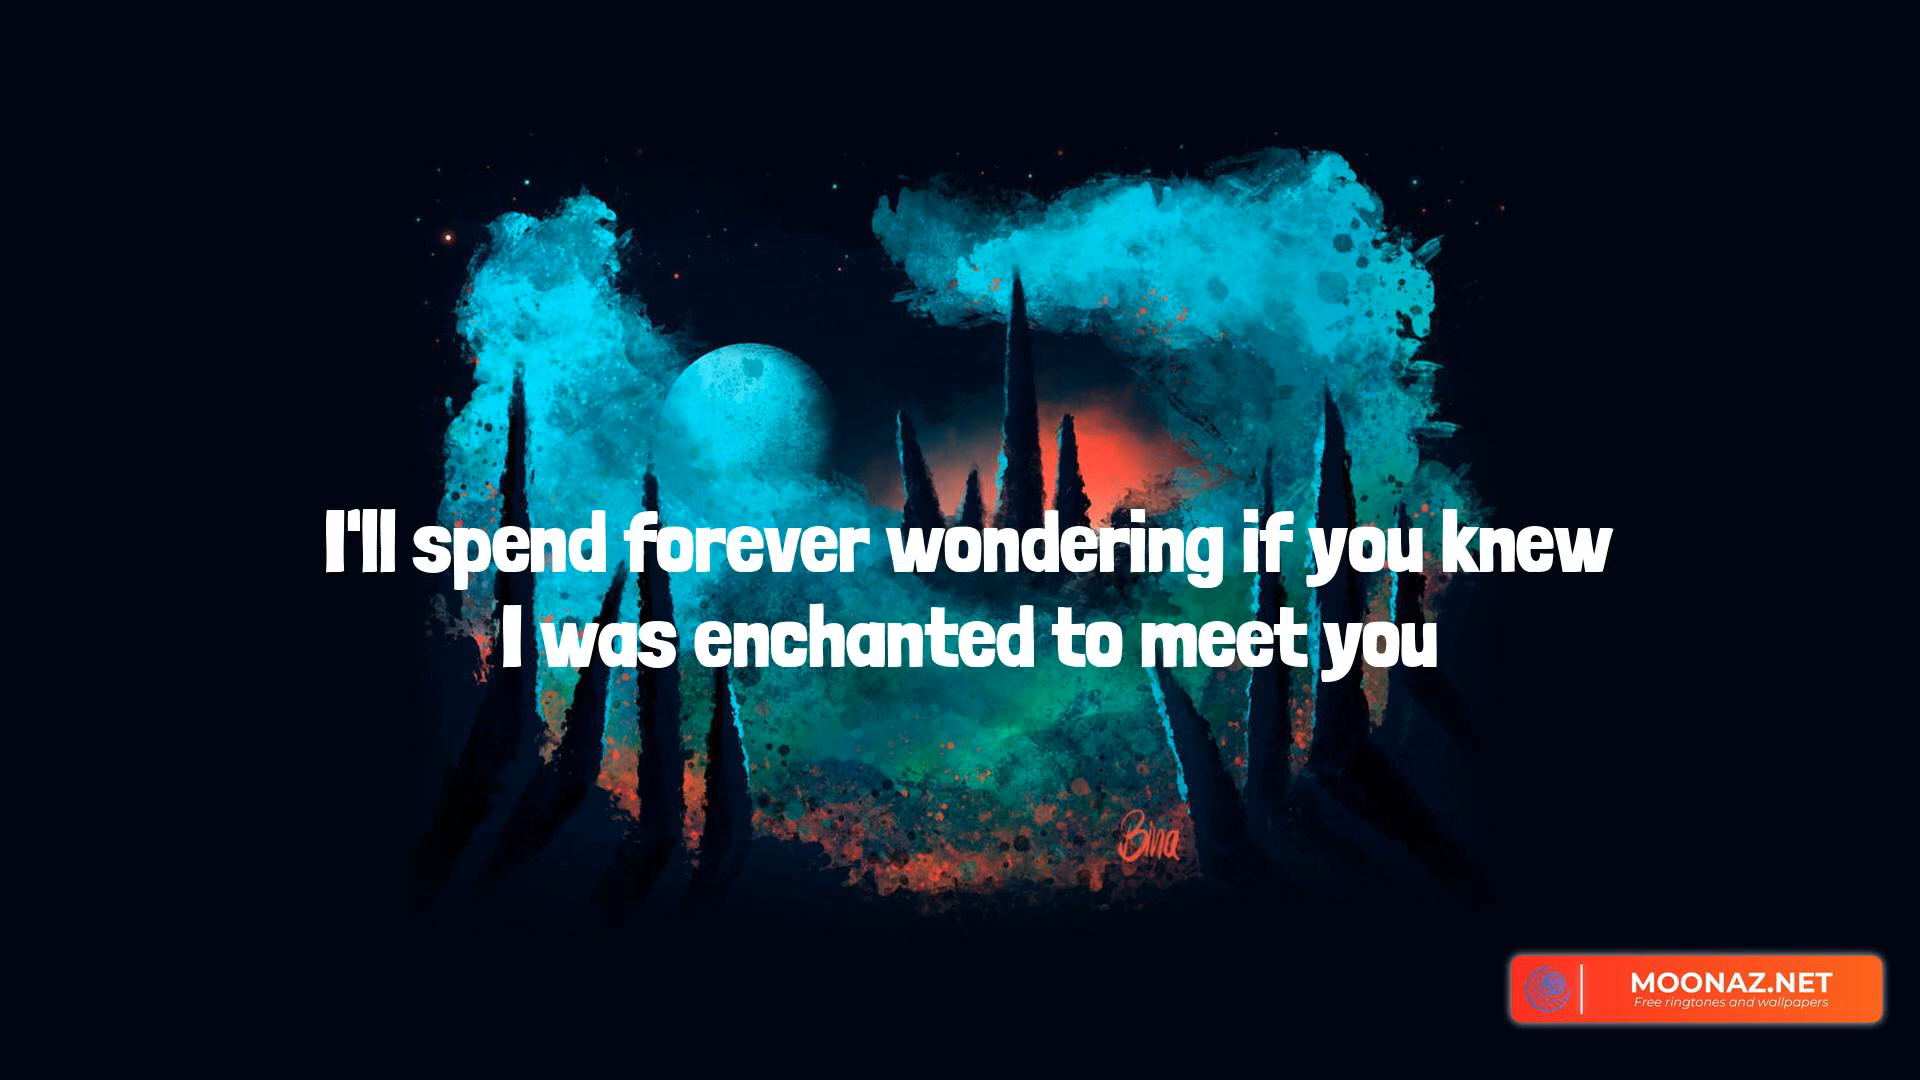 I'll spend forever wondering if you knew
I was enchanted to meet you
Bina
MOONAZ.NET
Free ringtones and wallpapers